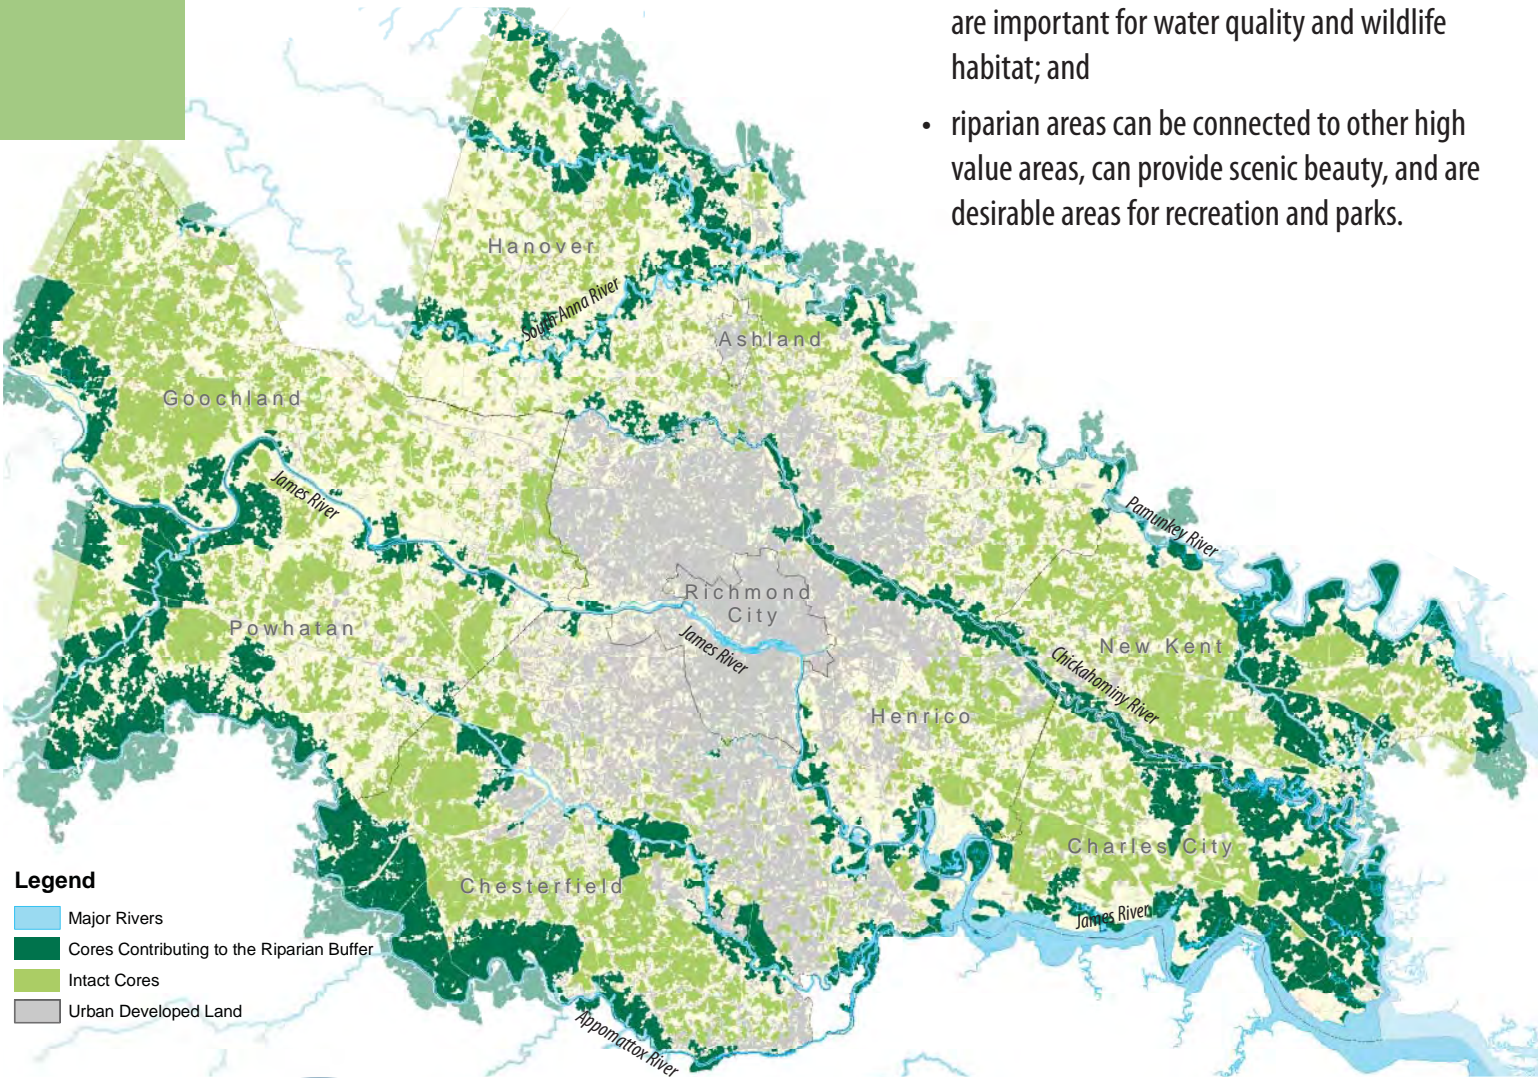 are important for water quality and wildlife
habitat; and
• riparian areas can be connected to other high
value areas, can provide scenic beauty, and are
desirable areas for recreation and parks.
Hanover
South Anna River
Ashland
Goochland
James River
Pamunkey River
Richmond
City
Powhatan
James River
New Kent
Chickahominy River
Henrico
Charles City
Chesterfield
James River
Appomattox River
Legend
Major Rivers
Cores Contributing to the Riparian Buffer
Intact Cores
Urban Developed Land